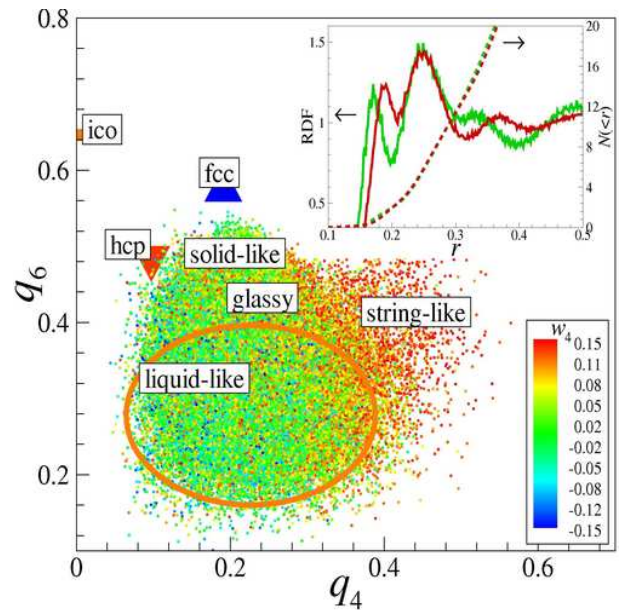 0.8
0.6
0.4
0.2
q6
0
0.2
0.4
0.6
q4
ico
fcc
hcp
solid-like
glassy
string-like
liquid-like
1.5
1
0.5
RDF
0.1
0.2
0.3
0.4
0.5
r
20
16
12
8
4
0
N(<r)
w4
0.15
0.11
0.08
0.05
0.02
-0.02
-0.05
-0.08
-0.12
-0.15